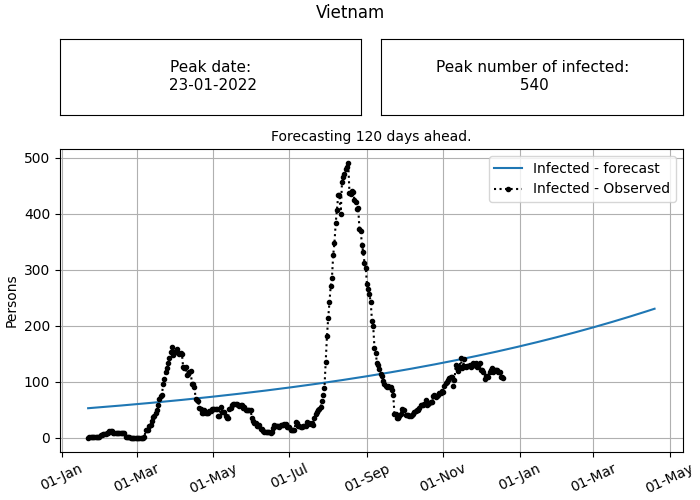 Vietnam
Peak date:
23-01-2022
Peak number of infected:
540
Forecasting 120 days ahead.
500
400
300
200
100
0
Persons
Infected - forecast
Infected - Observed
01-Jan
01-Mar
01-May
01-Jul
01-Sep
01-Nov
01-Jan
01-Mar
01-May